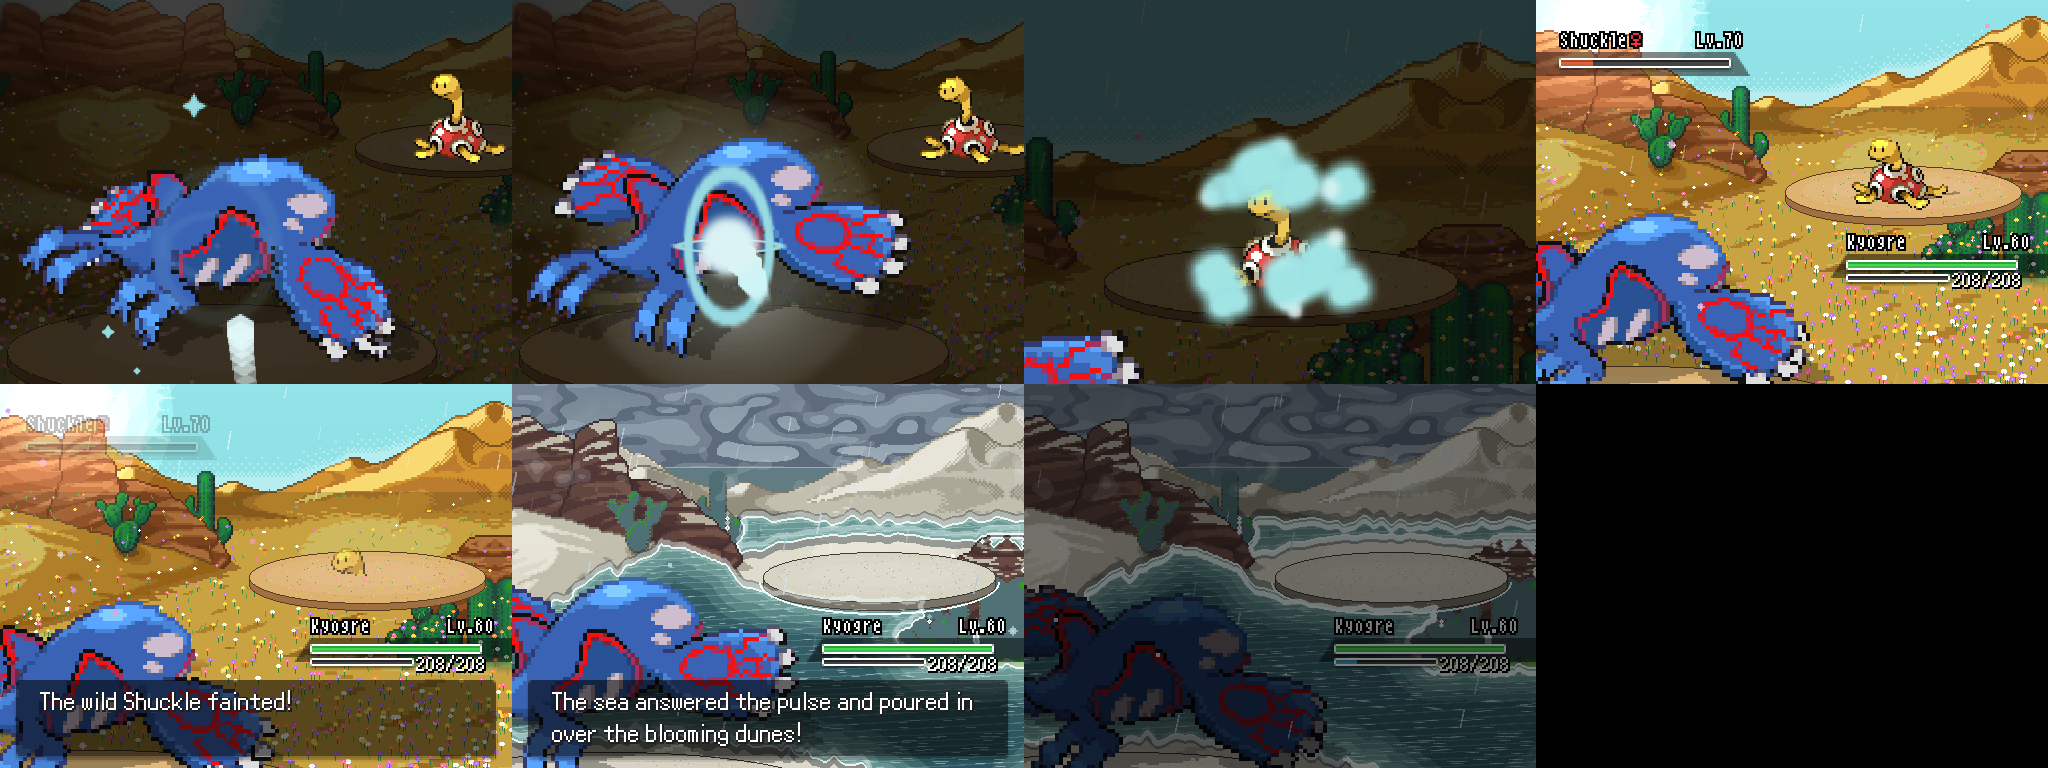 Shuckle♀ Lv.70
Kyogre Lv.60
208/208
Shuckle♀ Lv.70
Kyogre Lv.60
208/208
The wild Shuckle fainted!
Kyogre Lv.60
208/208
The sea answered the pulse and poured in
over the blooming dunes!
Kyogre Lv.60
208/208